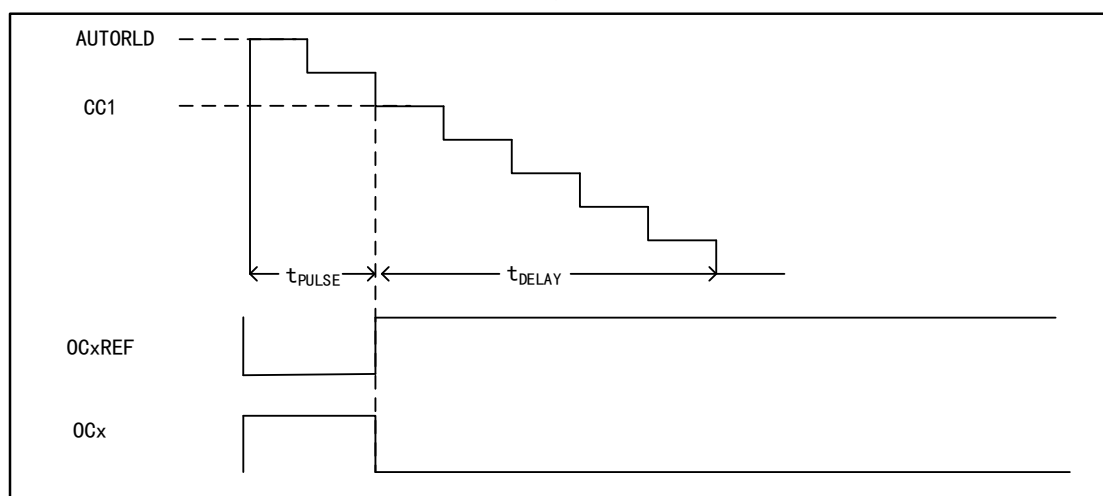 AUTORLD
CC1
tPULSE
tDELAY
OCxREF
OCx